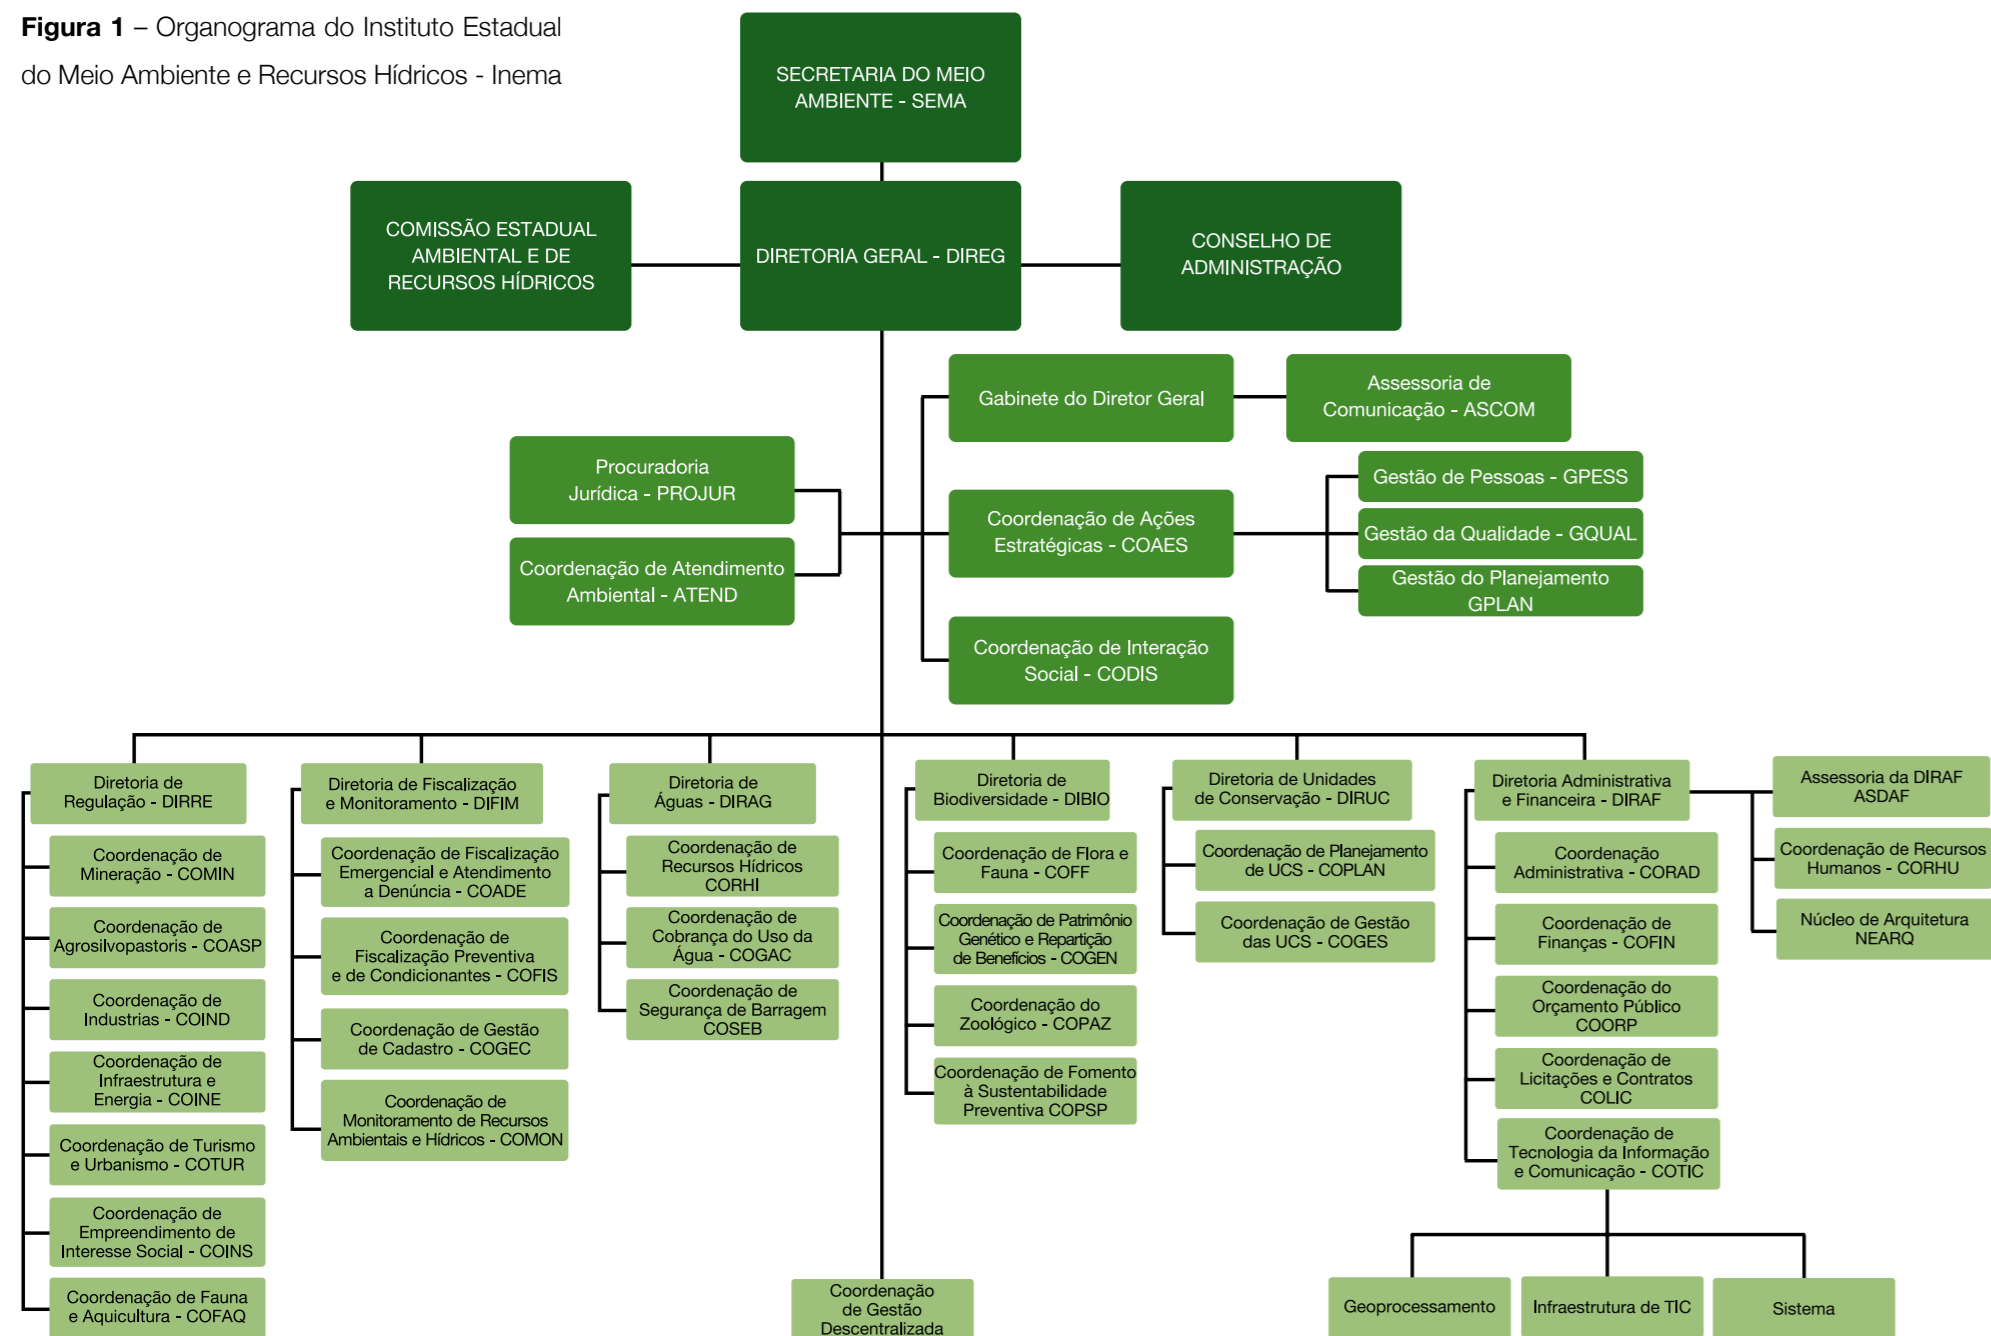 Figura 1 – Organograma do Instituto Estadual
do Meio Ambiente e Recursos Hídricos - Inema
SECRETARIA DO MEIO
AMBIENTE - SEMA
COMISSÃO ESTADUAL
AMBIENTAL E DE
RECURSOS HÍDRICOS
DIRETORIA GERAL - DIREG
CONSELHO DE
ADMINISTRAÇÃO
Gabinete do Diretor Geral
Assessoria de
Comunicação - ASCOM
Procuradoria
Jurídica - PROJUR
Coordenação de Atendimento
Ambiental - ATEND
Coordenação de Ações
Estratégicas - COAES
Gestão de Pessoas - GPESS
Gestão da Qualidade - GQUAL
Gestão do Planejamento
GPLAN
Coordenação de Interação
Social - CODIS
Diretoria de
Regulação - DIRRE
Coordenação de
Mineração - COMIN
Coordenação de
Agrosilvopastoris - COASP
Coordenação de
Industrias - COIND
Coordenação de
Infraestrutura e
Energia - COINE
Coordenação de Turismo
e Urbanismo - COTUR
Coordenação de
Empreendimento de
Interesse Social - COINS
Coordenação de Fauna
e Aquicultura - COFAQ
Diretoria de Fiscalização
e Monitoramento - DIFIM
Coordenação de Fiscalização
Emergencial e Atendimento
a Denúncia - COADE
Coordenação de
Fiscalização Preventiva
e de Condicionantes - COFIS
Coordenação de Gestão
de Cadastro - COGEC
Coordenação de
Monitoramento de Recursos
Ambientais e Hídricos - COMON
Diretoria de
Águas - DIRAG
Coordenação de
Recursos Hídricos
CORHI
Coordenação de
Cobrança do Uso da
Água - COGAC
Coordenação de
Segurança de Barragem
COSEB
Coordenação
de Gestão
Descentralizada
Diretoria de
Biodiversidade - DIBIO
Coordenação de Flora e
Fauna - COFF
Coordenação de Patrimônio
Genético e Repartição
de Benefícios - COGEN
Coordenação do
Zoológico - COPAZ
Coordenação de Fomento
à Sustentabilidade
Preventiva COPSP
Diretoria de Unidades
de Conservação - DIRUC
Coordenação de Planejamento
de UCS - COPLAN
Coordenação de Gestão
das UCS - COGES
Diretoria Administrativa
e Financeira - DIRAF
Coordenação
Administrativa - CORAD
Coordenação de
Finanças - COFIN
Coordenação do
Orçamento Público
COORP
Coordenação de
Licitações e Contratos
COLIC
Coordenação de
Tecnologia da Informação
e Comunicação - COTIC
Geoprocessamento
Infraestrutura de TIC
Sistema
Assessoria da DIRAF
ASDAF
Coordenação de Recursos
Humanos - CORHU
Núcleo de Arquitetura
NEARQ